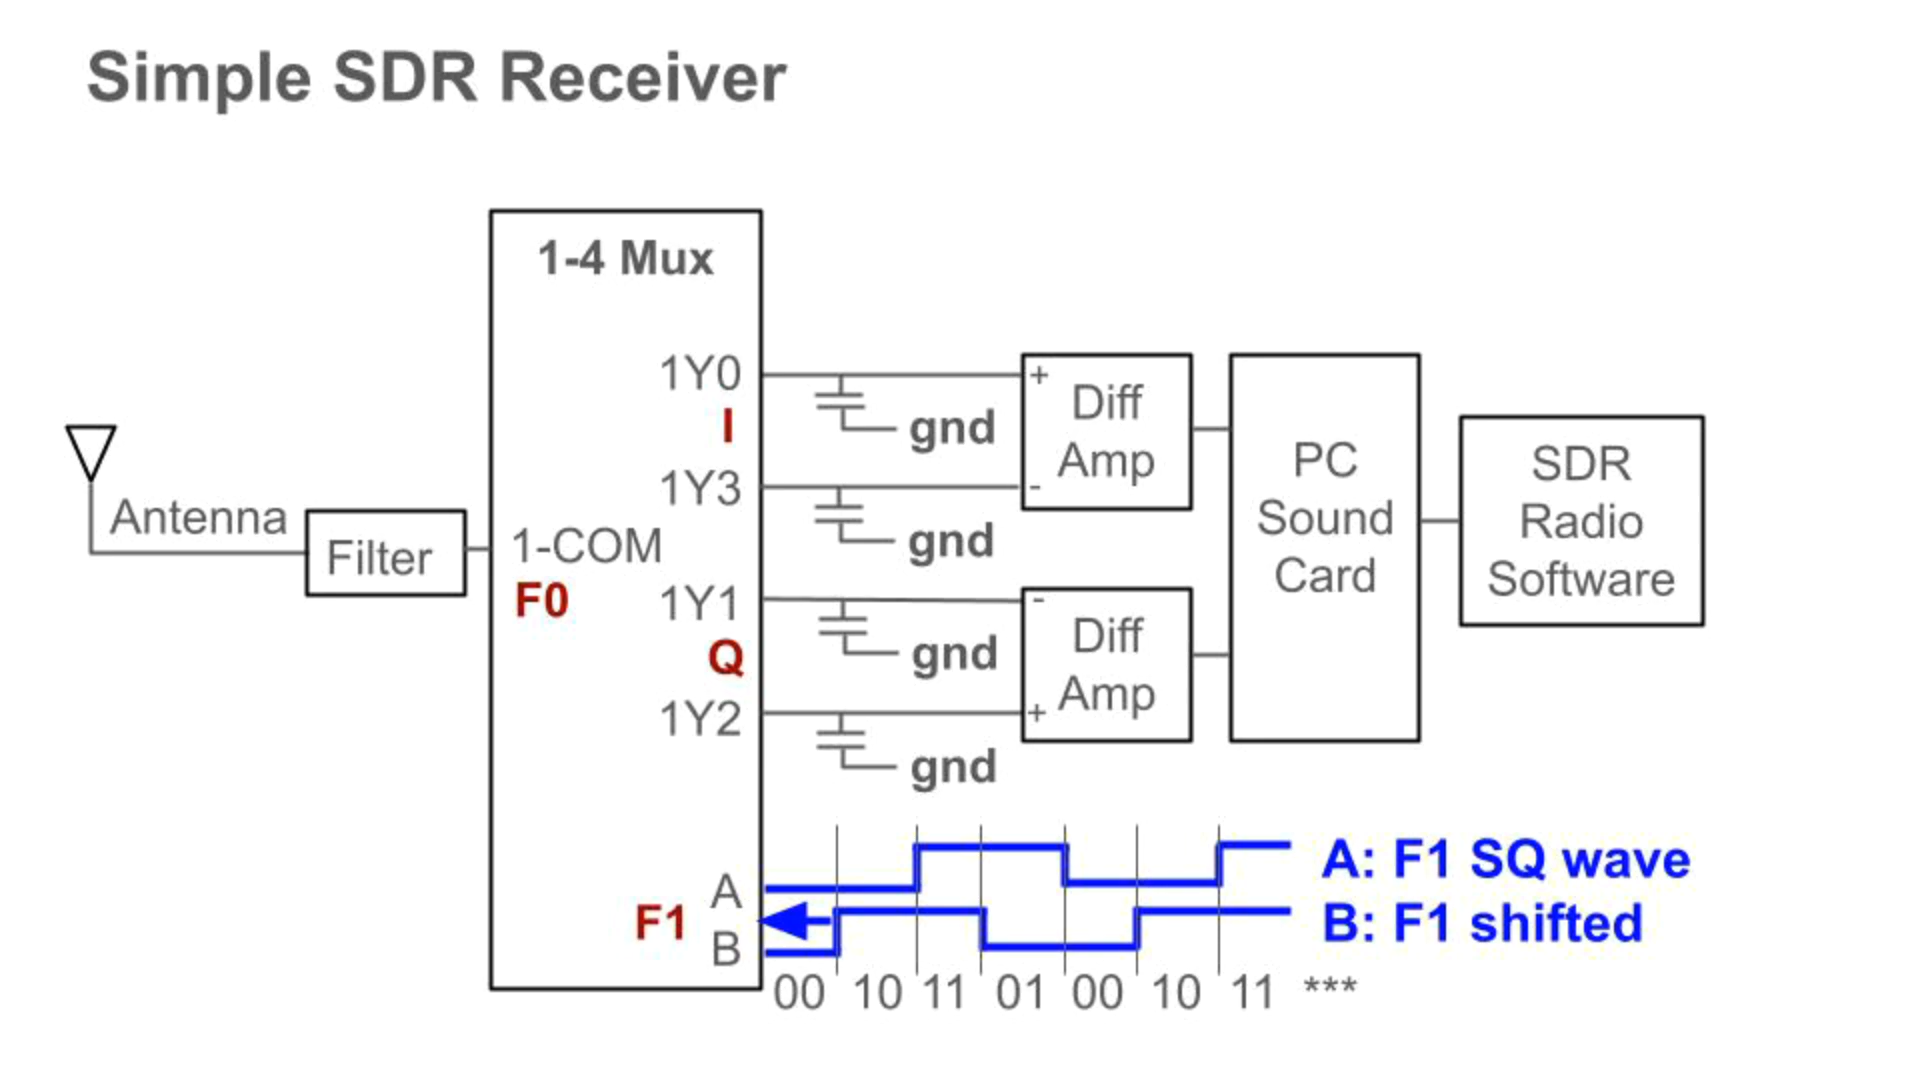 Simple SDR Receiver
1-4 Mux
1Y0
I
1Y3
1-COM
F0
1Y1
Q
1Y2
F1
A
B
Antenna
Filter
gnd
gnd
gnd
gnd
+
Diff
Amp
-
-
Diff
Amp
+
PC
Sound
Card
SDR
Radio
Software
A: F1 SQ wave
B: F1 shifted
00 10 11 01 00 10 11 ***